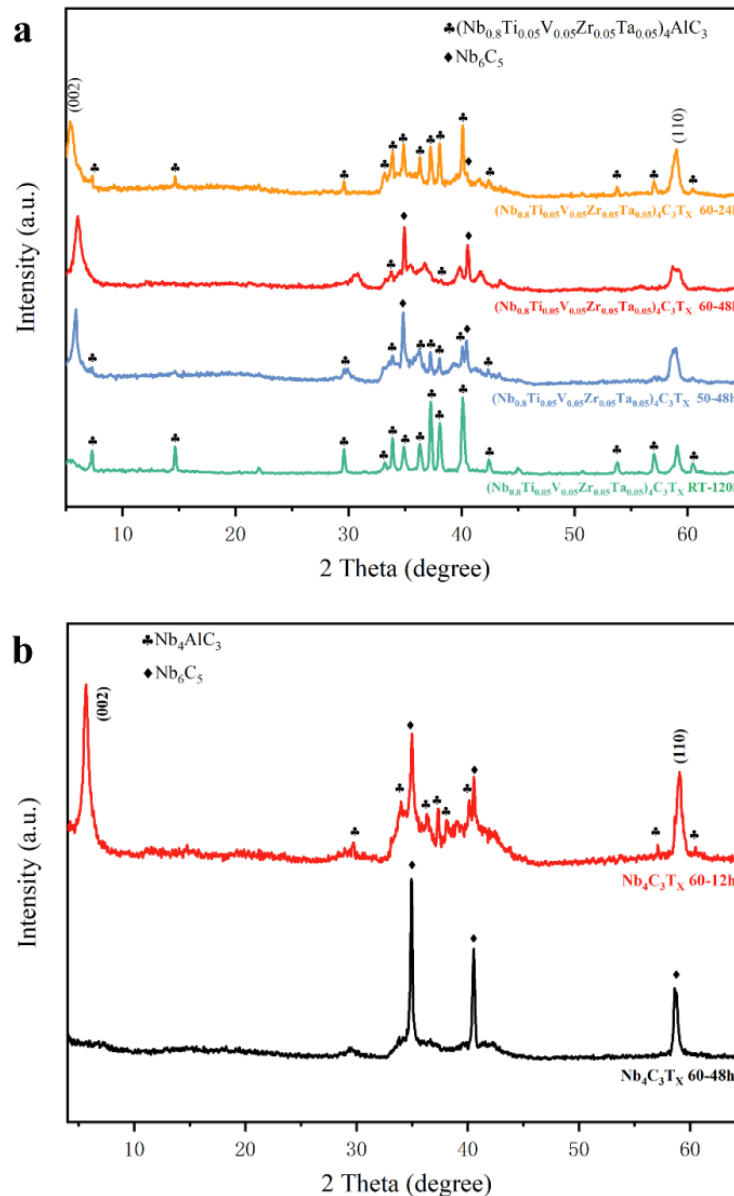 a
♣(Nb0.8Ti0.05V0.05Zr0.05Ta0.05)4AlC3
♦ Nb6C5
(002)
(110)
(Nb0.8Ti0.05V0.05Zr0.05Ta0.05)4C3TX 60-24h
(Nb0.8Ti0.05V0.05Zr0.05Ta0.05)4C3TX 60-48h
(Nb0.8Ti0.05V0.05Zr0.05Ta0.05)4C3TX 50-48h
(Nb0.8Ti0.05V0.05Zr0.05Ta0.05)4C3TX RT-120h
Intensity (a.u.)
10 20 30 40 50 60
2 Theta (degree)
b
♣Nb4AlC3
♦Nb6C5
(002)
(110)
Nb4C3TX 60-12h
Nb4C3TX 60-48h
Intensity (a.u.)
10 20 30 40 50 60
2 Theta (degree)